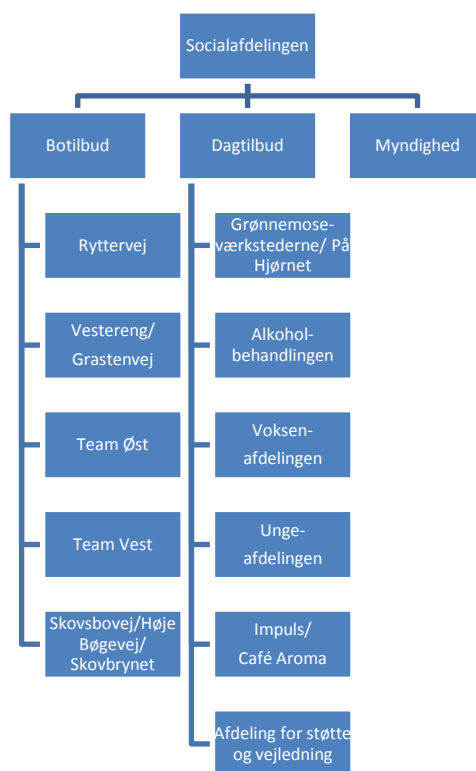 Socialafdelingen
Botilbud
Dagtilbud
Myndighed
Ryttervej
Vestereng/
Grastenvej
Team Øst
Team Vest
Skovsbovej/Høje
Bøgevej/
Skovbrynet
Grønnemose-
værkstederne/ På
Hjørnet
Alkohol-
behandlingen
Voksen-
afdelingen
Unge-
afdelingen
Impuls/
Café Aroma
Afdeling for støtte
og vejledning